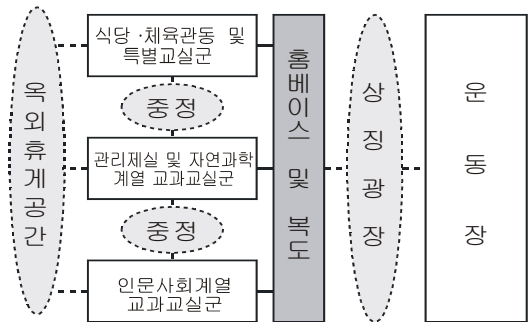 옥외휴게공간
식당 ·체육관동 및
특별교실군
중정
관리제실 및 자연과학
계열 교과교실군
중정
인문사회계열
교과교실군
홈베이스 및 복도
상징광장
운동장